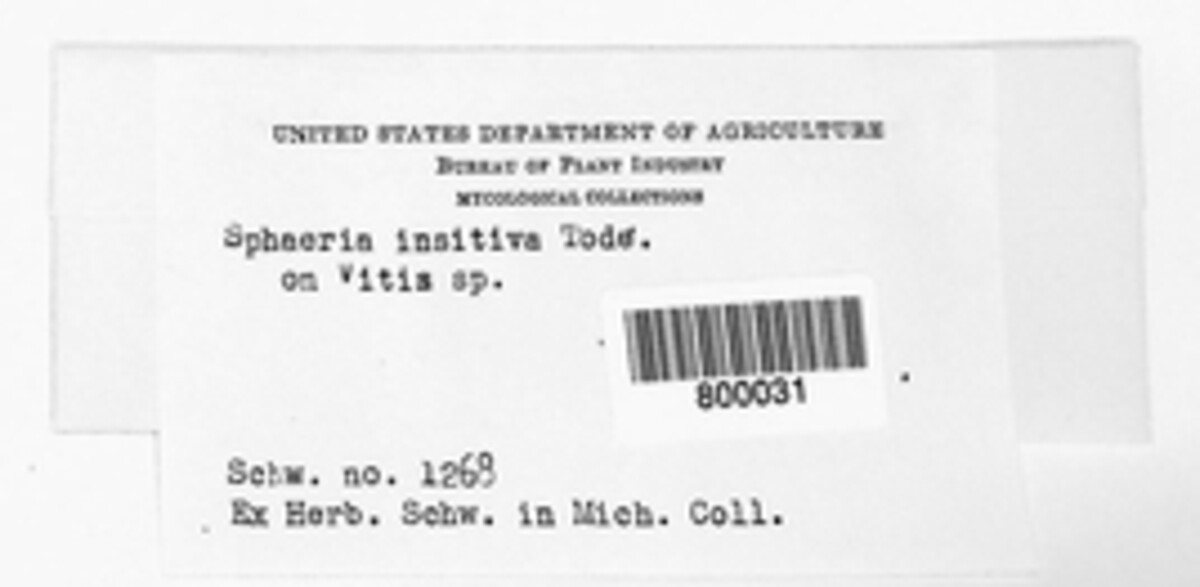 UNITED STATES DEPARTMENT OF AGRICULTURE
BUREAU OF PLANT INDUSTRY
MYCOLOGICAL COLLECTIONS
Sphaeria insitiva Tode.
on Vitis sp.
800031
Schw. no. 1268
Ex Herb. Schw. in Mich. Coll.